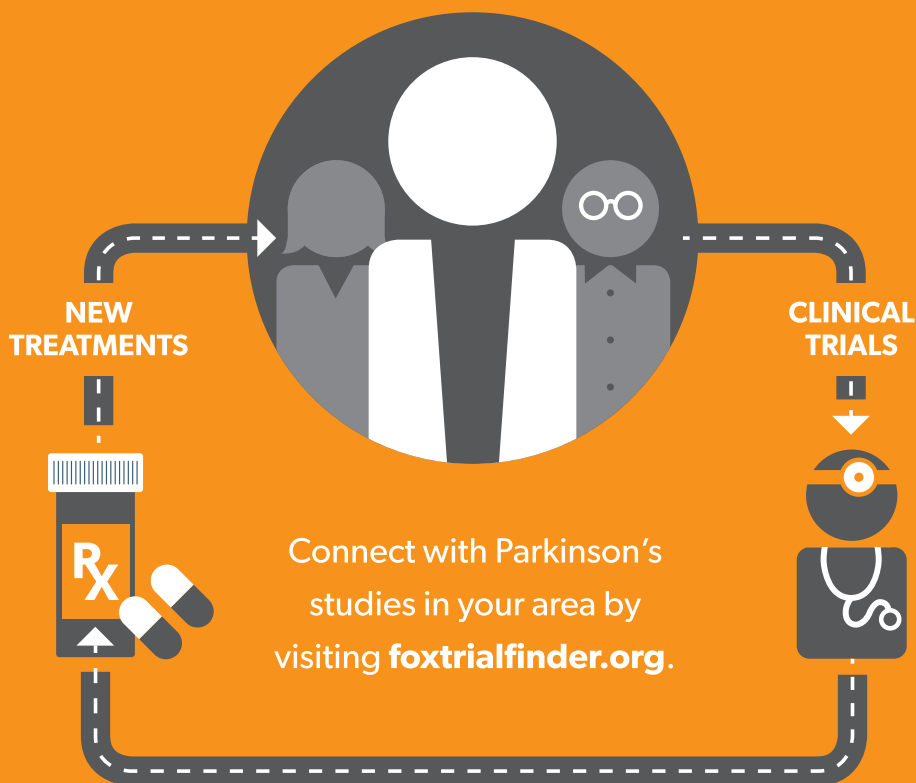 NEW
TREATMENTS
CLINICAL
TRIALS
Rx
Connect with Parkinson's
studies in your area by
visiting foxtrialfinder.org.